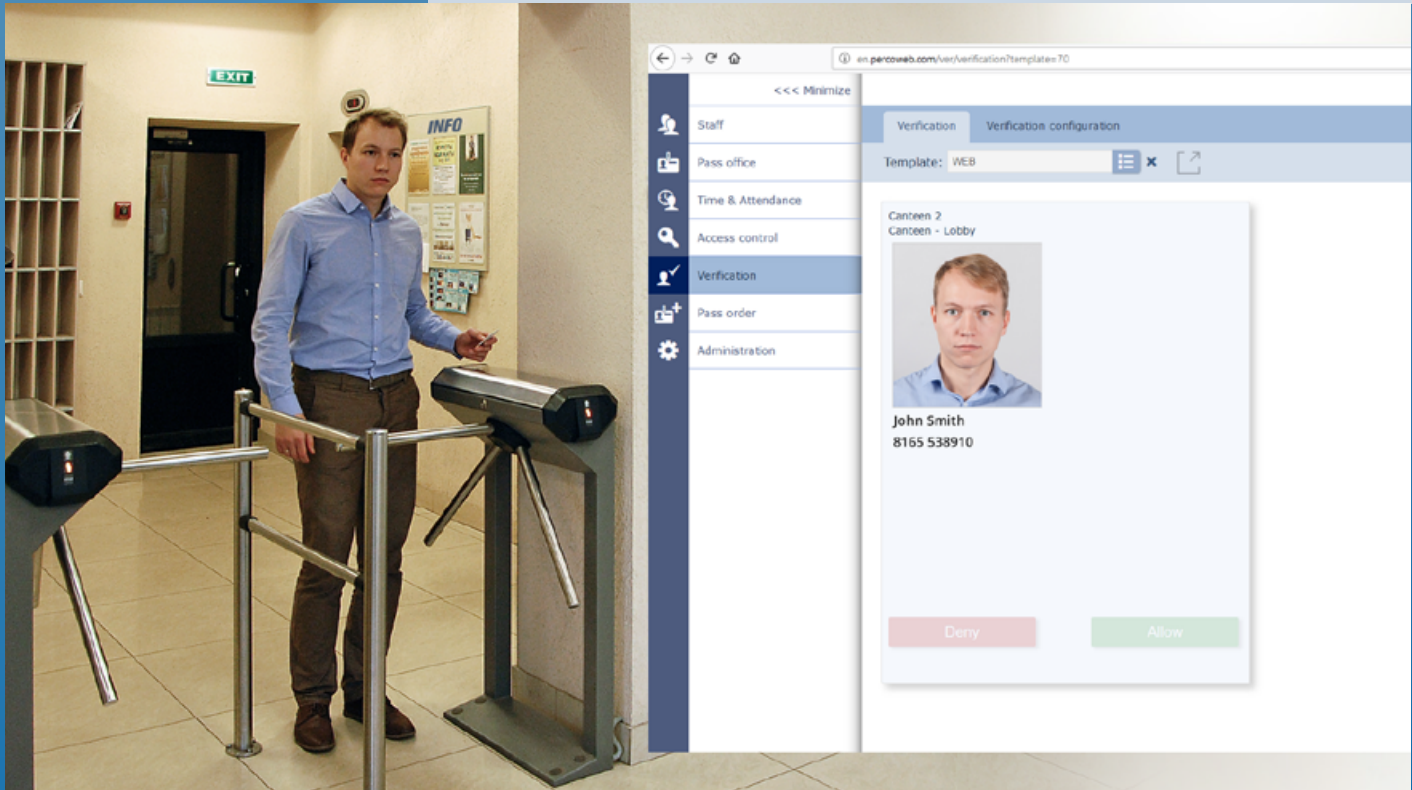 EXIT
INFO
en.percoweb.com/ver/verification?template=70
<<< Minimize
Staff
Pass office
Time & Attendance
Access control
Verification
Pass order
Administration
Verification
Verification configuration
Template:
WEB
Canteen 2
Canteen - Lobby
John Smith
8165 538910
Deny
Allow